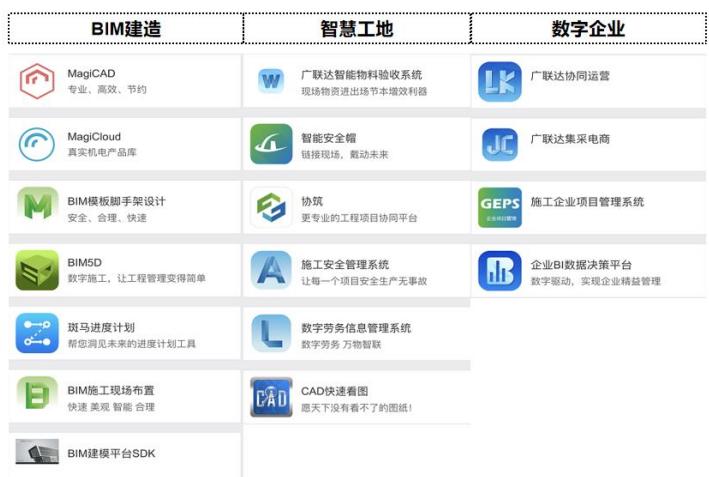 BIM建造
智慧工地
数字企业
MagiCAD
专业、高效、节约
MagiCloud
真实机电产品库
BIM模板脚手架设计
安全、合理、快速
BIM5D
数字施工，让工程管理变得简单
斑马进度计划
帮您洞见未来的进度计划工具
BIM施工现场布置
快速 美观 智能 合理
BIM建模平台SDK
W
广联达智能物料验收系统
现场物资进出场节本增效利器
智能安全帽
链接现场，戴动未来
协筑
更专业的工程项目协同平台
施工安全管理系统
让每一个项目安全生产无事故
数字劳务信息管理系统
数字劳务 万物智联
CAD
CAD快速看图
愿天下没有看不了的图纸！
LK
广联达协同运营
JC
广联达集采电商
GEPS
企业项目管理
施工企业项目管理系统
企业BI数据决策平台
数字驱动，实现企业精益管理